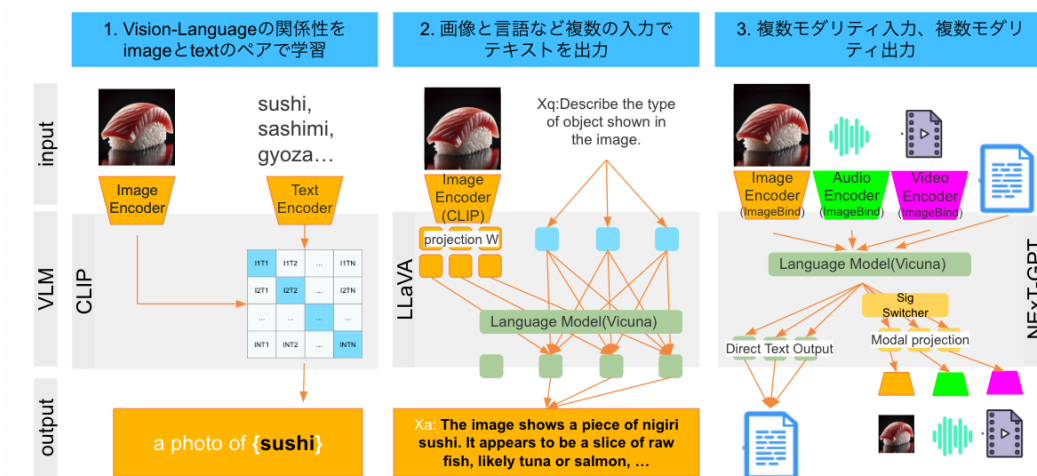 1. Vision-Languageの関係性を
imageとtextのペアで学習
2. 画像と言語など複数の入力で
テキストを出力
3. 複数モダリティ入力、複数モダリ
ティ出力
input
sushi,
sashimi,
gyoza…
Xq:Describe the type
of object shown in
the image.
Image
Encoder
Text
Encoder
Image
Encoder
(CLIP)
Image
Encoder
(ImageBind)
Audio
Encoder
(ImageBind)
Video
Encoder
(ImageBind)
VLM
CLIP
I1T1 I1T2 ... I1TN
I2T1 I2T2 ... I2TN
... ... ... ...
INT1 INT2 ... INTN
LLaVA
projection W
Language Model(Vicuna)
NExT-GPT
Language Model(Vicuna)
Sig
Switcher
Direct Text Output
Modal projection
output
a photo of {sushi}
Xa: The image shows a piece of nigiri
sushi. It appears to be a slice of raw
fish, likely tuna or salmon, …